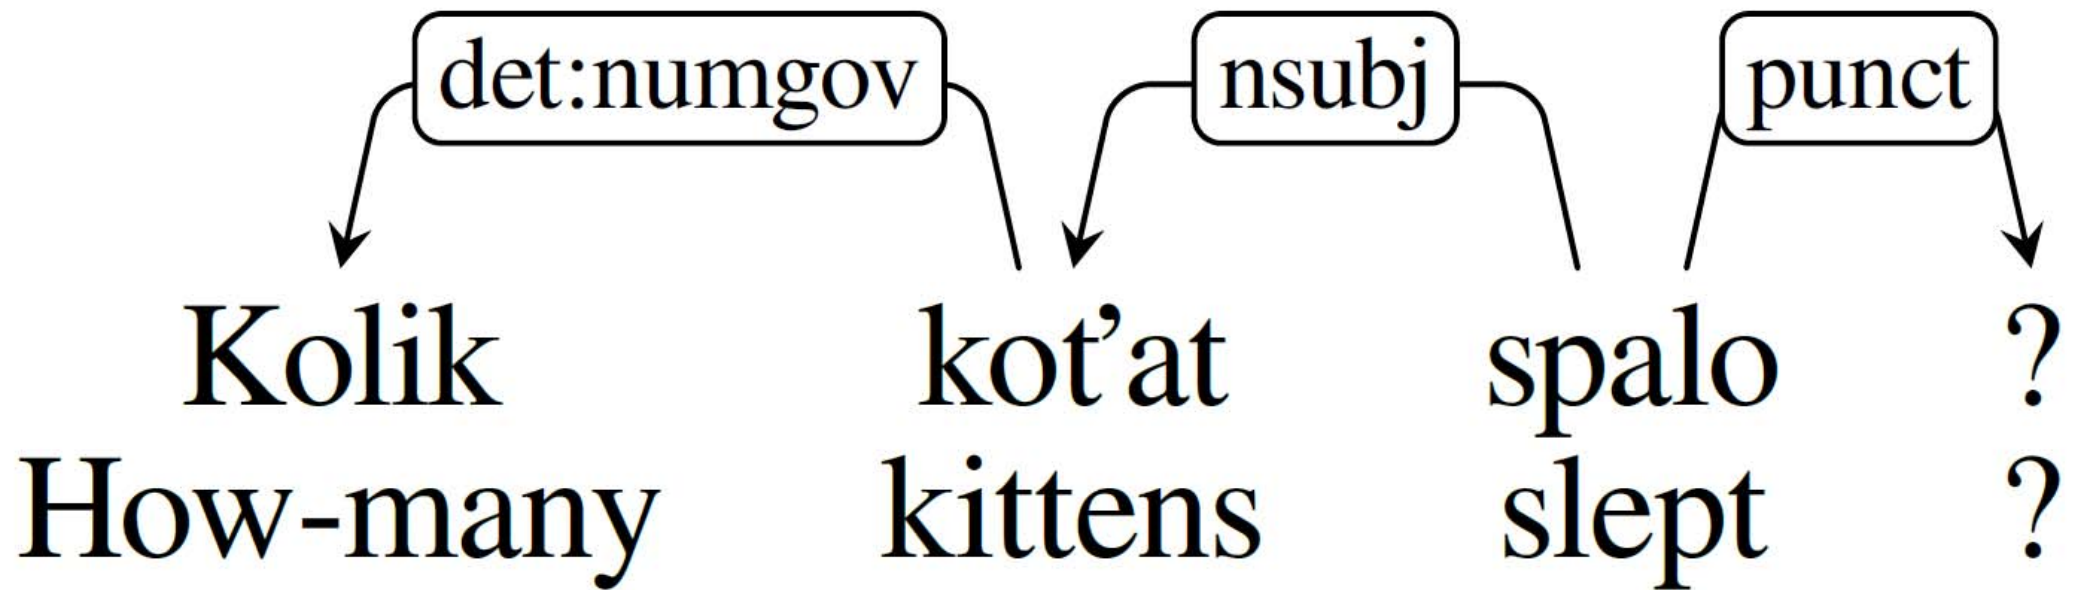 det:numgov nsubj punct
Kolik koťat spalo ?
How-many kittens slept ?